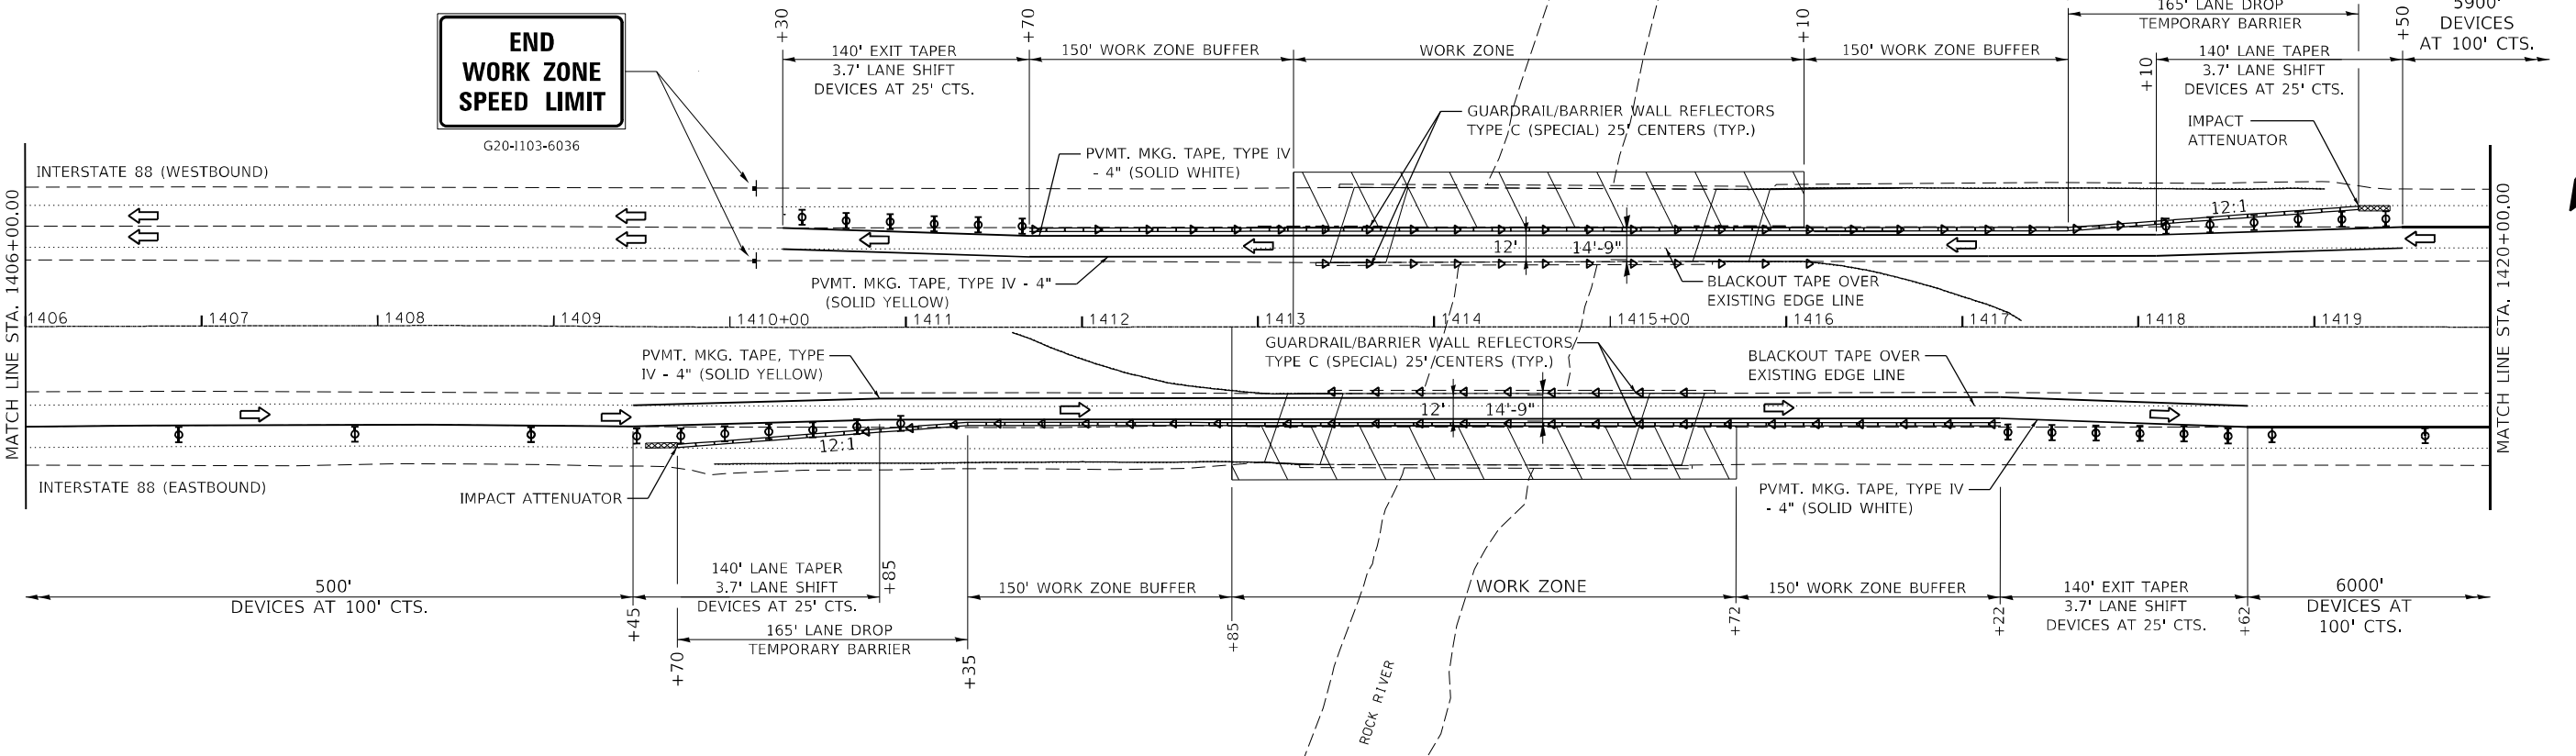 END
WORK ZONE
SPEED LIMIT
G20-I103-6036
+30
+70
+10
+10
+50
140' EXIT TAPER
3.7' LANE SHIFT
DEVICES AT 25' CTS.
150' WORK ZONE BUFFER
WORK ZONE
150' WORK ZONE BUFFER
165' LANE DROP
TEMPORARY BARRIER
140' LANE TAPER
3.7' LANE SHIFT
DEVICES AT 25' CTS.
5900'
DEVICES
AT 100' CTS.
GUARDRAIL/BARRIER WALL REFLECTORS
TYPE C (SPECIAL) 25' CENTERS (TYP.)
IMPACT
ATTENUATOR
PVMT. MKG. TAPE, TYPE IV
- 4" (SOLID WHITE)
INTERSTATE 88 (WESTBOUND)
12:1
12'
14'-9"
PVMT. MKG. TAPE, TYPE IV - 4"
(SOLID YELLOW)
BLACKOUT TAPE OVER
EXISTING EDGE LINE
MATCH LINE STA. 1406+00.00
MATCH LINE STA. 1420+00.00
1406
1407
1408
1409
1410+00
1411
1412
1413
1414
1415+00
1416
1417
1418
1419
PVMT. MKG. TAPE, TYPE
IV - 4" (SOLID YELLOW)
GUARDRAIL/BARRIER WALL REFLECTORS
TYPE C (SPECIAL) 25' CENTERS (TYP.)
BLACKOUT TAPE OVER
EXISTING EDGE LINE
12'
14'-9"
12:1
INTERSTATE 88 (EASTBOUND)
IMPACT ATTENUATOR
PVMT. MKG. TAPE, TYPE IV
- 4" (SOLID WHITE)
500'
DEVICES AT 100' CTS.
140' LANE TAPER
3.7' LANE SHIFT
DEVICES AT 25' CTS.
+85
150' WORK ZONE BUFFER
WORK ZONE
150' WORK ZONE BUFFER
140' EXIT TAPER
3.7' LANE SHIFT
DEVICES AT 25' CTS.
6000'
DEVICES AT
100' CTS.
+45
165' LANE DROP
TEMPORARY BARRIER
+70
+35
+85
+72
+22
+62
ROCK RIVER